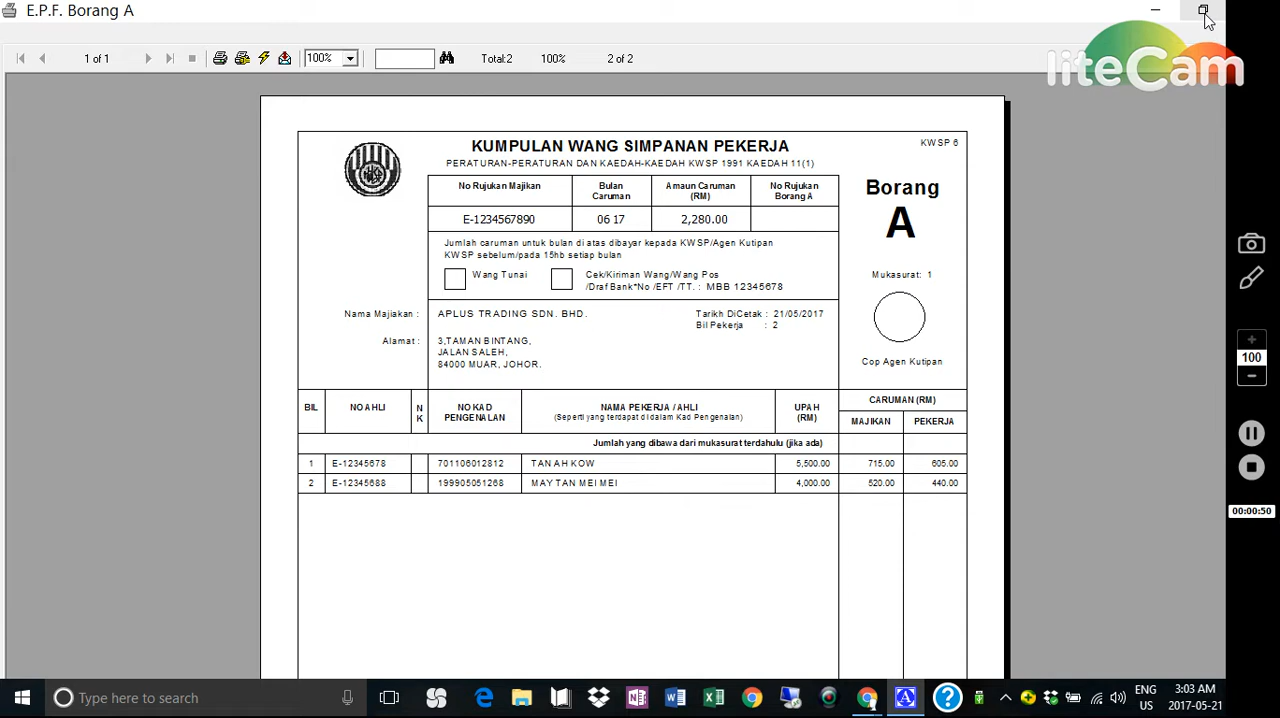 E.P.F. Borang A
liteCam
1 of 1
100%
Total:2
100%
2 of 2
KUMPULAN WANG SIMPANAN PEKERJA
PERATURAN-PERATURAN DAN KAEDAH-KAEDAH KWSP 1991 KAEDAH 11(1)
KWSP 6
No Rujukan Majikan
Bulan Caruman
Amaun Caruman (RM)
No Rujukan Borang A
E-1234567890
06 17
2,280.00
Borang
A
Jumlah caruman untuk bulan di atas dibayar kepada KWSP/Agen Kutipan
KWSP sebelum/pada 15hb setiap bulan
Wang Tunai
Cek/Kiriman Wang/Wang Pos
/Draf Bank*No /EFT /TT. : MBB 12345678
Mukasurat: 1
Nama Majiakan :
APLUS TRADING SDN. BHD.
Tarikh DiCetak : 21/05/2017
Bil Pekerja : 2
Alamat :
3,TAMAN BINTANG,
JALAN SALEH,
84000 MUAR, JOHOR.
Cop Agen Kutipan
BIL
NO AHLI
N K
NO KAD PENGENALAN
NAMA PEKERJA / AHLI
(Seperti yang terdapat di dalam Kad Pengenalan)
UPAH (RM)
CARUMAN (RM)
MAJIKAN
PEKERJA
Jumlah yang dibawa dari mukasurat terdahulu (jika ada)
1 E-12345678 701106012812 TAN AH KOW 5,500.00 715.00 605.00
2 E-12345688 199905051268 MAY TAN MEI MEI 4,000.00 520.00 440.00
100
00:00:50
Type here to search
ENG
US
3:03 AM
2017-05-21